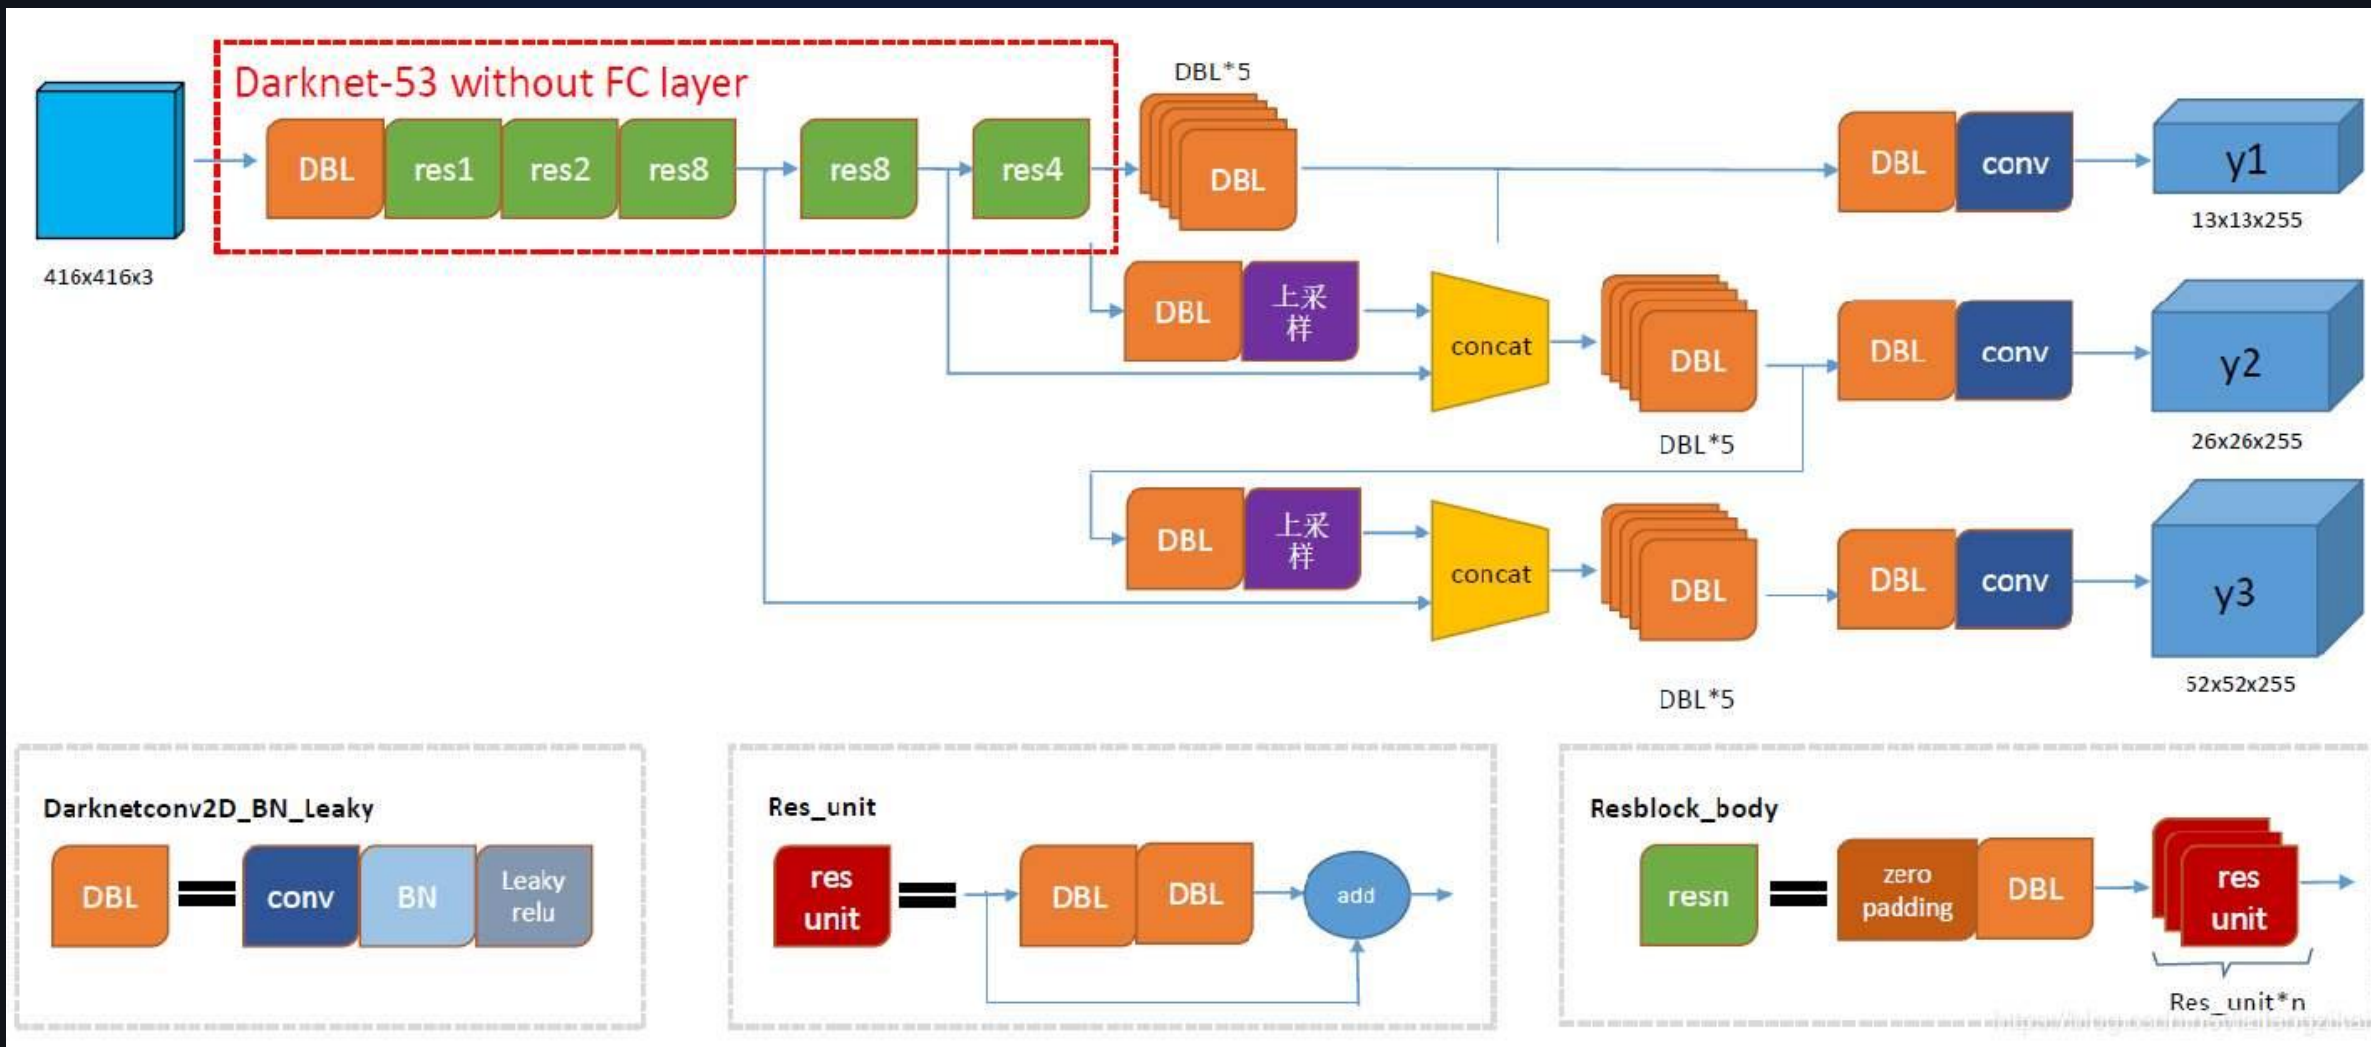 Darknet-53 without FC layer
DBL*5
DBL
res1
res2
res8
res8
res4
DBL
DBL
conv
y1
13x13x255
416x416x3
DBL
上采
样
concat
DBL
DBL
conv
y2
26x26x255
DBL*5
DBL
上采
样
concat
DBL
DBL
conv
y3
52x52x255
DBL*5
Darknetconv2D_BN_Leaky
DBL
conv
BN
Leaky
relu
Res_unit
res
unit
DBL
DBL
add
Resblock_body
resn
zero
padding
DBL
res
unit
Res_unit*n